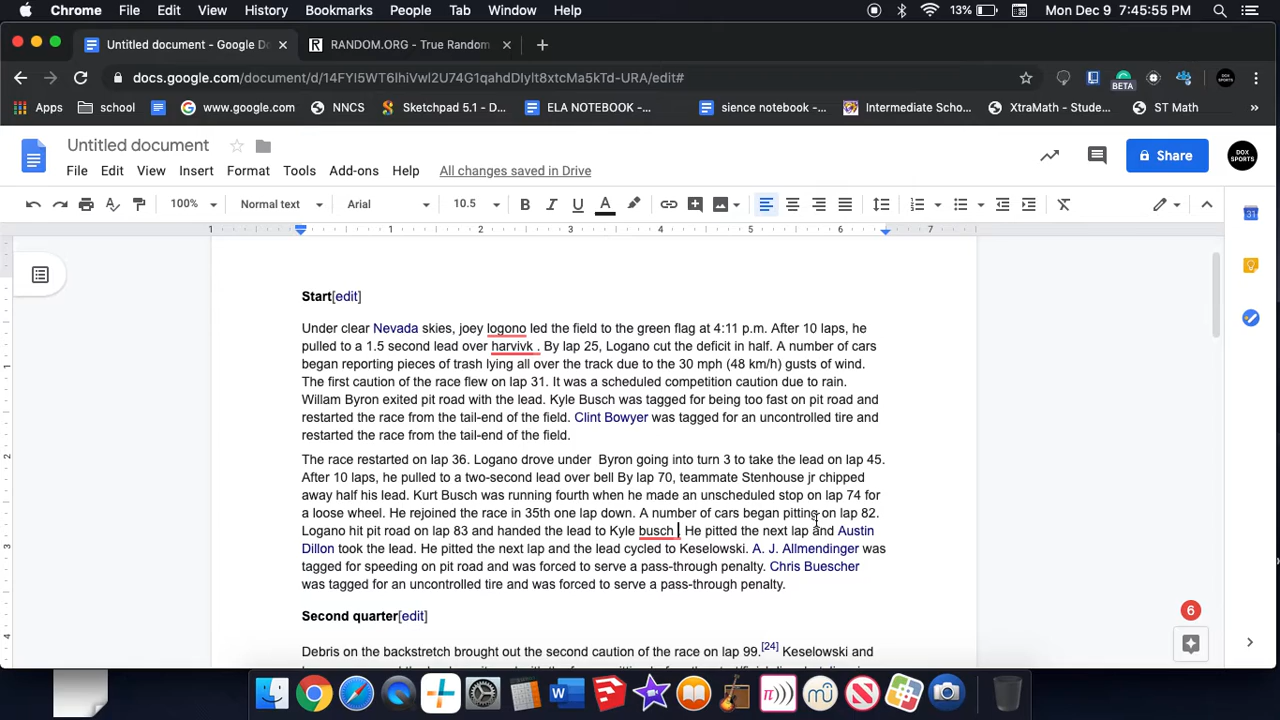 Chrome File Edit View History Bookmarks People Tab Window Help 13% Mon Dec 9 7:45:55 PM
Untitled document - Google Do RANDOM.ORG - True Random
docs.google.com/document/d/14FYI5WT6IhiVwl2U74G1qahdDIylt8xtcMa5kTd-URA/edit# BETA
Apps school www.google.com NNCS Sketchpad 5.1 - D... ELA NOTEBOOK -... sience notebook -... Intermediate Scho... XtraMath - Stude... ST Math
Untitled document
Share DOX SPORTS
File Edit View Insert Format Tools Add-ons Help All changes saved in Drive
100% Normal text Arial 10.5 B I U A
1 1 2 3 4 5 6 7
Start[edit]
Under clear Nevada skies, joey logono led the field to the green flag at 4:11 p.m. After 10 laps, he
pulled to a 1.5 second lead over harvivk . By lap 25, Logano cut the deficit in half. A number of cars
began reporting pieces of trash lying all over the track due to the 30 mph (48 km/h) gusts of wind.
The first caution of the race flew on lap 31. It was a scheduled competition caution due to rain.
Willam Byron exited pit road with the lead. Kyle Busch was tagged for being too fast on pit road and
restarted the race from the tail-end of the field. Clint Bowyer was tagged for an uncontrolled tire and
restarted the race from the tail-end of the field.
The race restarted on lap 36. Logano drove under Byron going into turn 3 to take the lead on lap 45.
After 10 laps, he pulled to a two-second lead over bell By lap 70, teammate Stenhouse jr chipped
away half his lead. Kurt Busch was running fourth when he made an unscheduled stop on lap 74 for
a loose wheel. He rejoined the race in 35th one lap down. A number of cars began pitting on lap 82.
Logano hit pit road on lap 83 and handed the lead to Kyle busch . He pitted the next lap and Austin
Dillon took the lead. He pitted the next lap and the lead cycled to Keselowski. A. J. Allmendinger was
tagged for speeding on pit road and was forced to serve a pass-through penalty. Chris Buescher
was tagged for an uncontrolled tire and was forced to serve a pass-through penalty.
Second quarter[edit]
Debris on the backstretch brought out the second caution of the race on lap 99.[24] Keselowski and
6
1
2
3
4
31